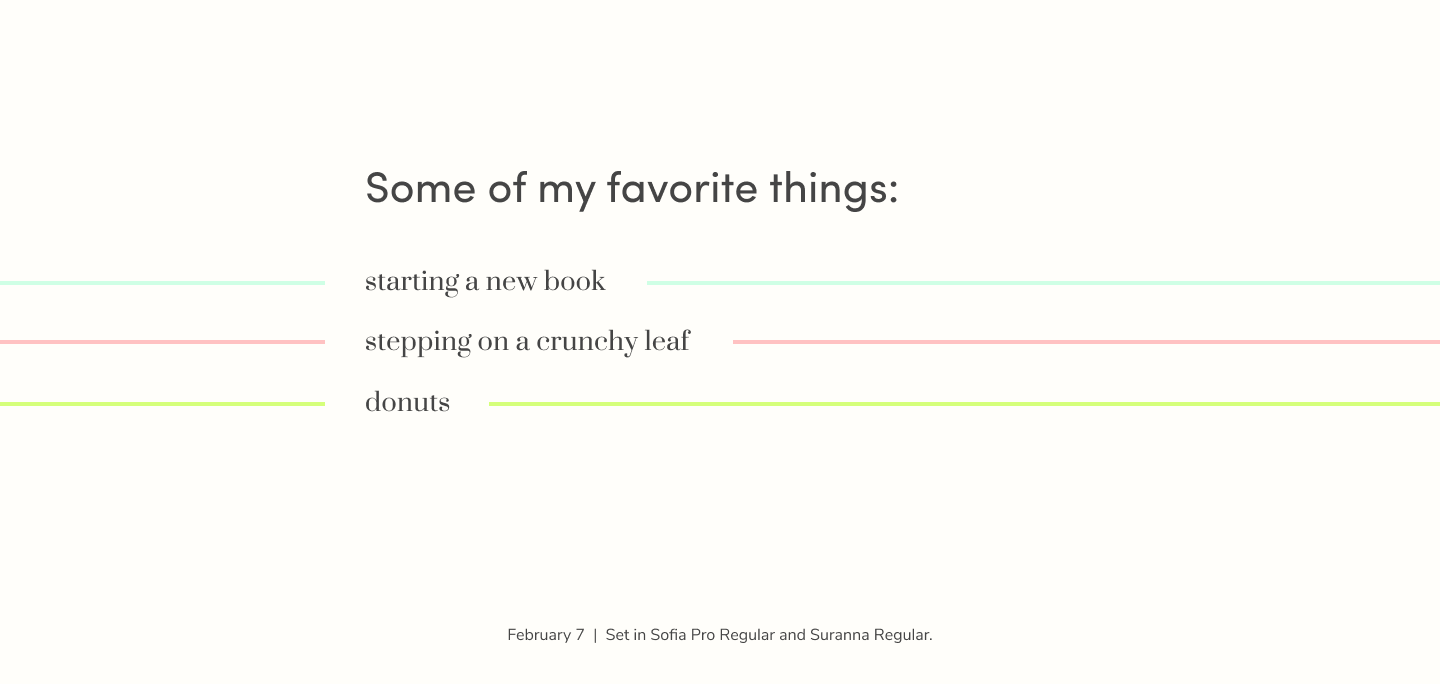 Some of my favorite things:
starting a new book
stepping on a crunchy leaf
donuts
February 7 | Set in Sofia Pro Regular and Suranna Regular.